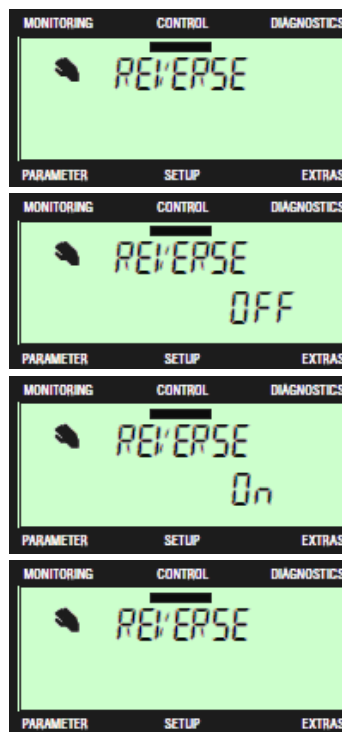 MONITORING CONTROL DIAGNOSTICS
REVERSE
PARAMETER SETUP EXTRAS
MONITORING CONTROL DIAGNOSTICS
REVERSE
OFF
PARAMETER SETUP EXTRAS
MONITORING CONTROL DIAGNOSTICS
REVERSE
On
PARAMETER SETUP EXTRAS
MONITORING CONTROL DIAGNOSTICS
REVERSE
PARAMETER SETUP EXTRAS